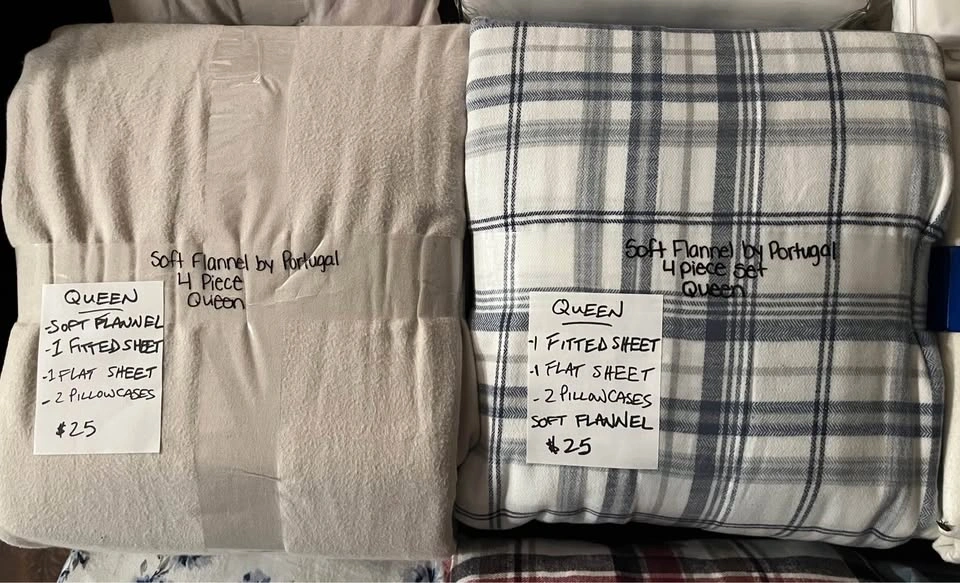 Soft Flannel by Portugal
4 Piece
Queen
QUEEN
-SOFT FLANNEL
-1 FITTED SHEET
-1 FLAT SHEET
-2 PILLOWCASES
$25
Soft Flannel by Portugal
4 piece set
Queen
QUEEN
-1 FITTED SHEET
-1 FLAT SHEET
-2 PILLOWCASES
SOFT FLANNEL
$25